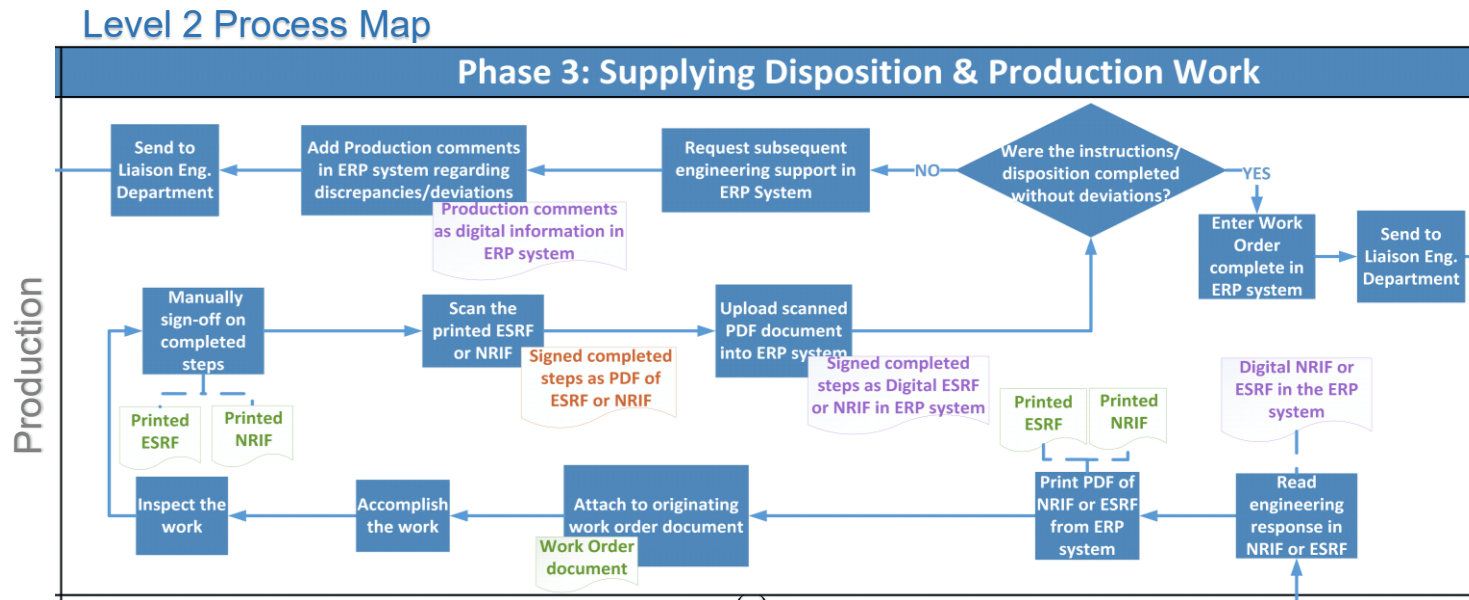 Level 2 Process Map
Phase 3: Supplying Disposition & Production Work
Production
Send to
Liaison Eng.
Department
Add Production comments
in ERP system regarding
discrepancies/deviations
Production comments
as digital information in
ERP system
Request subsequent
engineering support in
ERP System
NO
Were the instructions/
disposition completed
without deviations?
YES
Enter Work
Order
complete in
ERP system
Send to
Liaison Eng.
Department
Manually
sign-off on
completed
steps
Printed
ESRF
Printed
NRIF
Scan the
printed ESRF
or NRIF
Signed completed
steps as PDF of
ESRF or NRIF
Upload scanned
PDF document
into ERP system
Signed completed
steps as Digital ESRF
or NRIF in ERP system
Printed
ESRF
Printed
NRIF
Digital NRIF or
ESRF in the ERP
system
Inspect the
work
Accomplish
the work
Attach to originating
work order document
Work Order
document
Print PDF of
NRIF or ESRF
from ERP
system
Read
engineering
response in
NRIF or ESRF